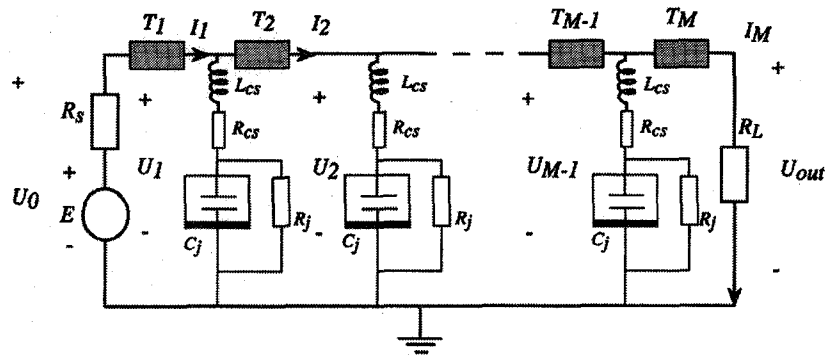 T1 I1 T2 I2 TM-1 TM IM
+ + + + +
Lcs Lcs Lcs
Rs Rcs Rcs Rcs RL
+
U0 E U1 Rj U2 Rj UM-1 Rj Uout
Cj Cj Cj
- - - - -